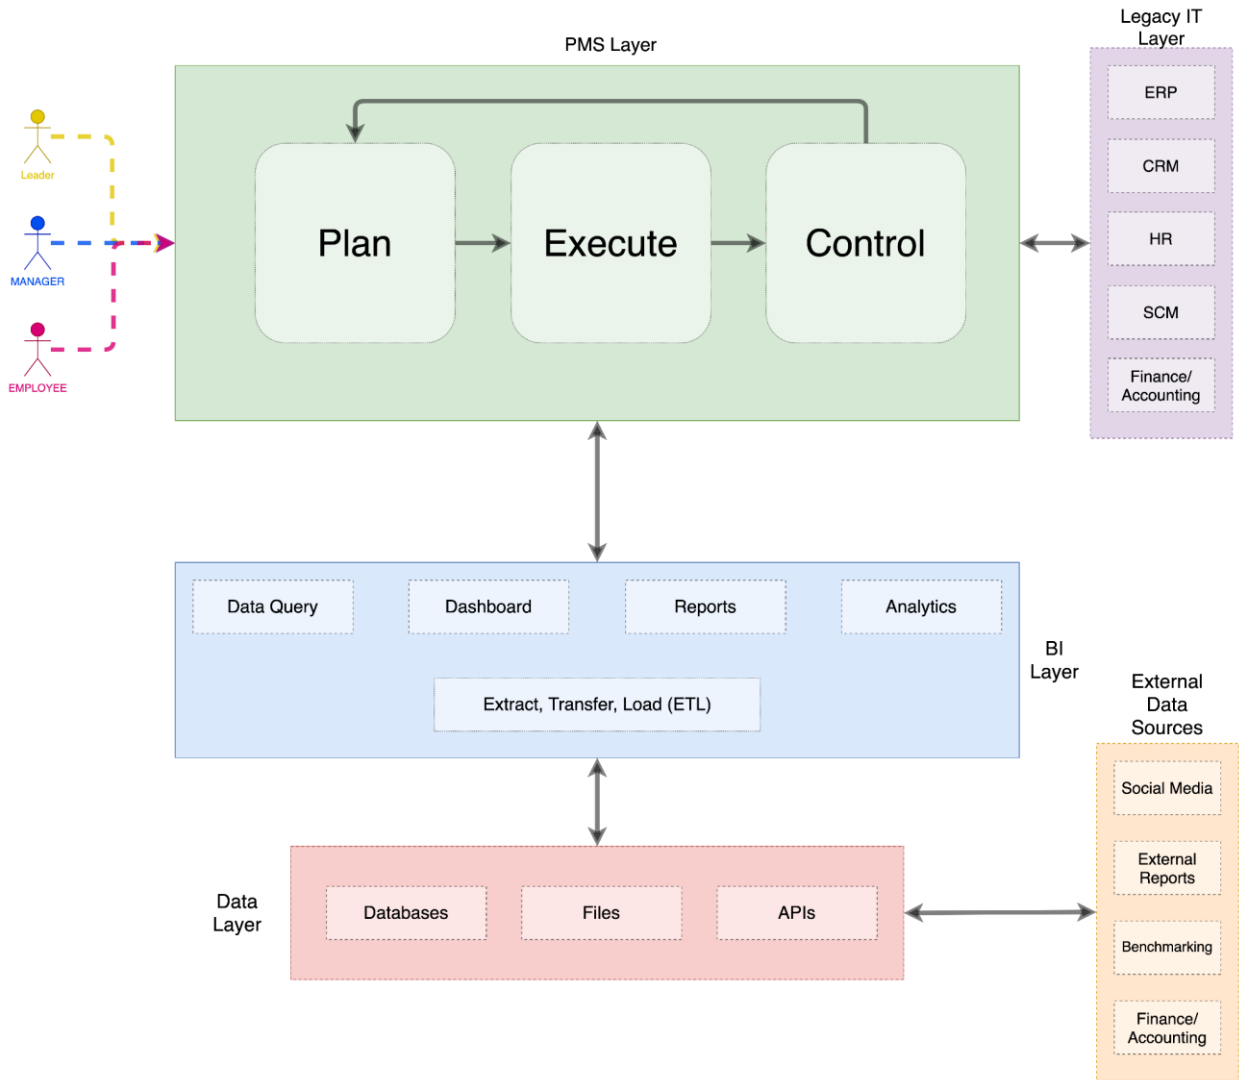 PMS Layer
Legacy IT
Layer
Leader
MANAGER
EMPLOYEE
Plan
Execute
Control
ERP
CRM
HR
SCM
Finance/
Accounting
Data Query
Dashboard
Reports
Analytics
Extract, Transfer, Load (ETL)
BI
Layer
External
Data
Sources
Social Media
External
Reports
Benchmarking
Finance/
Accounting
Data
Layer
Databases
Files
APIs